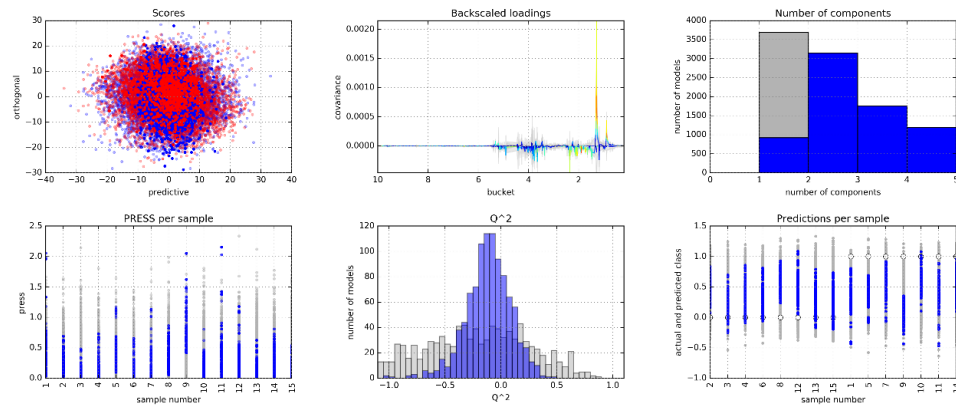 Scores
30
20
10
0
−10
−20
−30
−40 −30 −20 −10 0 10 20 30 40
orthogonal
predictive
Backscaled loadings
0.0020
0.0015
0.0010
0.0005
0.0000
10 8 6 4 2
covariance
bucket
Number of components
4000
3500
3000
2500
2000
1500
1000
500
0
0 1 2 3 4 5
number of models
number of components
PRESS per sample
2.5
2.0
1.5
1.0
0.5
0.0
1 2 3 4 5 6 7 8 9 10 11 12 13 14 15
press
sample number
Q^2
120
100
80
60
40
20
0
−1.0 −0.5 0.0 0.5 1.0
number of models
Q^2
Predictions per sample
1.5
1.0
0.5
0.0
−0.5
−1.0
2 3 4 6 8 12 13 15 1 5 7 9 10 11 14
actual and predicted class
sample number